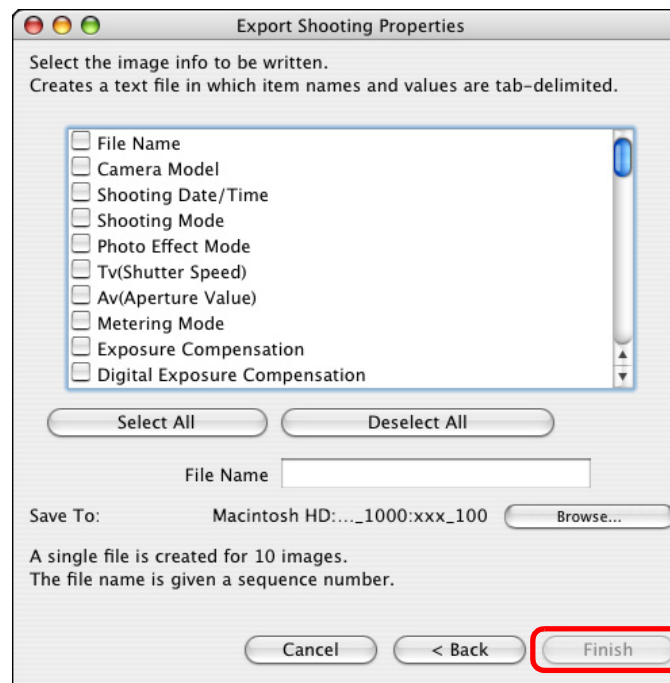 Export Shooting Properties
Select the image info to be written.
Creates a text file in which item names and values are tab-delimited.
File Name
Camera Model
Shooting Date/Time
Shooting Mode
Photo Effect Mode
Tv(Shutter Speed)
Av(Aperture Value)
Metering Mode
Exposure Compensation
Digital Exposure Compensation
Select All Deselect All
File Name
Save To: Macintosh HD:..._1000:xxx_100 Browse...
A single file is created for 10 images.
The file name is given a sequence number.
Cancel < Back Finish